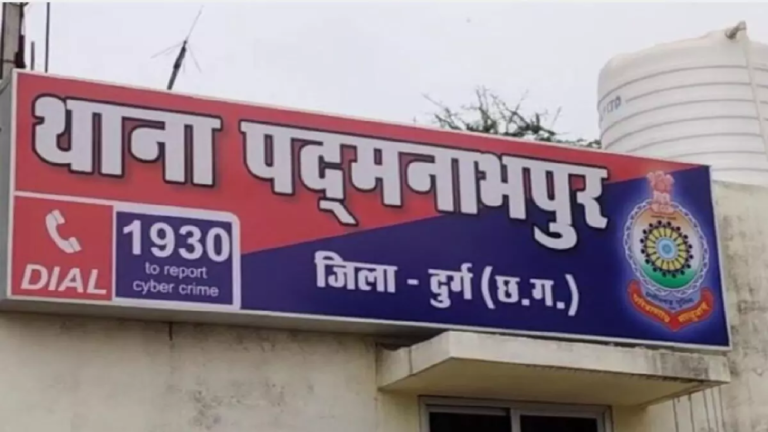 थाना पद्मनाभपुर
जिला - दुर्ग (छ.ग.)
DIAL
1930
to report
cyber crime